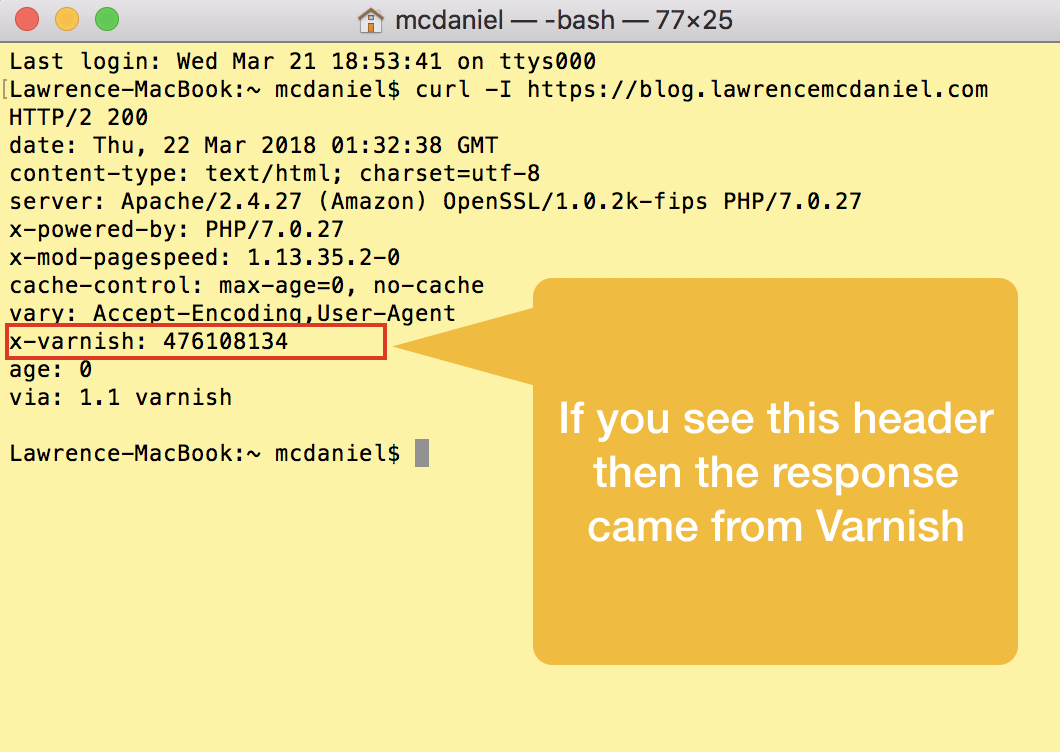 mcdaniel — -bash — 77×25
Last login: Wed Mar 21 18:53:41 on ttys000
[Lawrence-MacBook:~ mcdaniel$ curl -I https://blog.lawrencemcdaniel.com
HTTP/2 200
date: Thu, 22 Mar 2018 01:32:38 GMT
content-type: text/html; charset=utf-8
server: Apache/2.4.27 (Amazon) OpenSSL/1.0.2k-fips PHP/7.0.27
x-powered-by: PHP/7.0.27
x-mod-pagespeed: 1.13.35.2-0
cache-control: max-age=0, no-cache
vary: Accept-Encoding,User-Agent
x-varnish: 476108134
age: 0
via: 1.1 varnish
Lawrence-MacBook:~ mcdaniel$
If you see this header
then the response
came from Varnish